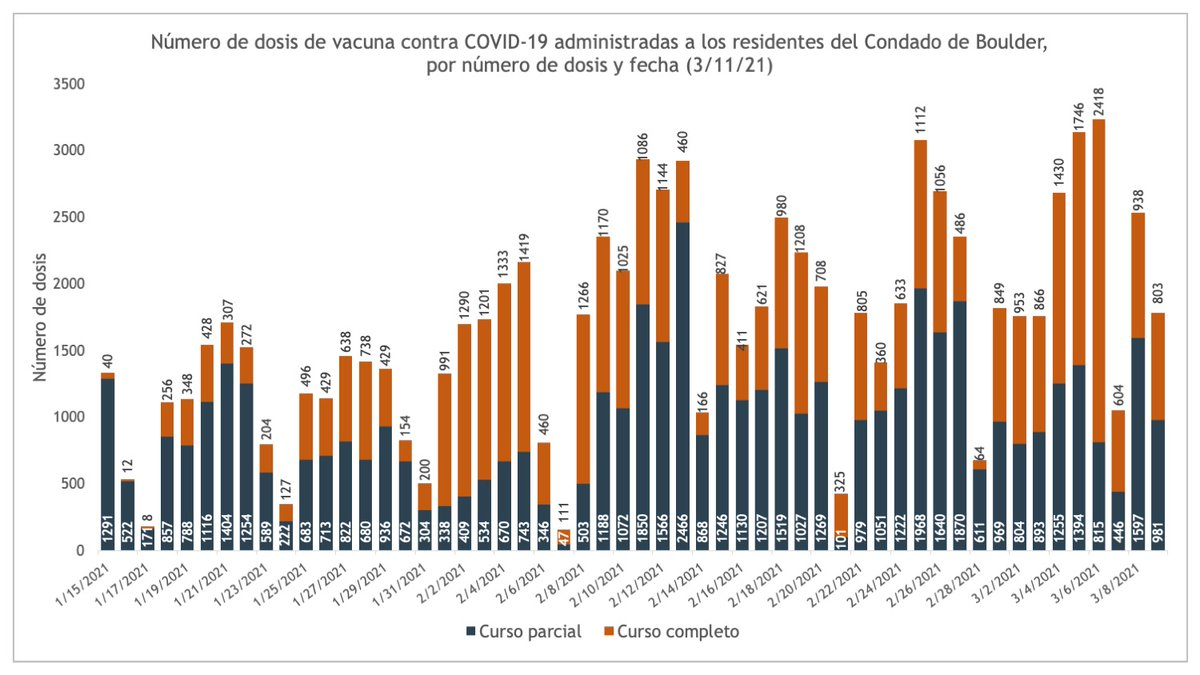 Número de dosis de vacuna contra COVID-19 administradas a los residentes del Condado de Boulder,
por número de dosis y fecha (3/11/21)
Número de dosis
3500
3000
2500
2000
1500
1000
500
0
40 12 8 256 348 428 307 272 204 127 496 429 638 738 429 154 200 991 1290 1201 1333 1419 460 111 1266 1170 1025 1086 1144 460 166 827 411 621 980 1208 708 325 805 360 633 1112 1056 486 64 849 953 866 1430 1746 2418 604 938 803
1291 522 171 857 788 1116 1404 1254 589 222 683 713 822 680 936 672 304 338 409 534 670 743 346 47 503 1188 1072 1850 1566 2466 868 1246 1130 1207 1519 1027 1269 101 979 1051 1222 1968 1640 1870 611 969 804 893 1255 1394 815 446 1597 981
1/15/2021 1/17/2021 1/19/2021 1/21/2021 1/23/2021 1/25/2021 1/27/2021 1/29/2021 1/31/2021 2/2/2021 2/4/2021 2/6/2021 2/8/2021 2/10/2021 2/12/2021 2/14/2021 2/16/2021 2/18/2021 2/20/2021 2/22/2021 2/24/2021 2/26/2021 2/28/2021 3/2/2021 3/4/2021 3/6/2021 3/8/2021
Curso parcial Curso completo